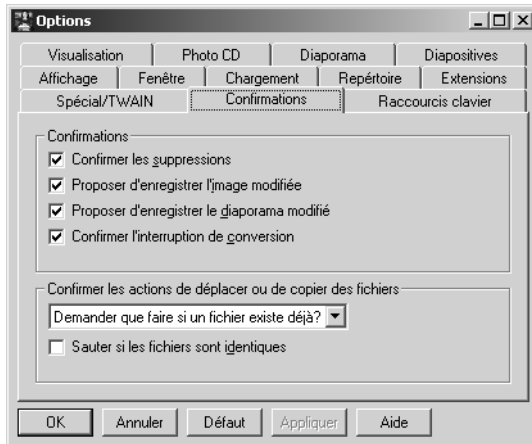 Options
Visualisation Photo CD Diaporama Diapositives
Affichage Fenêtre Chargement Repértoire Extensions
Spécial/TWAIN Confirmations Raccourcis clavier
Confirmations
Confirmer les suppressions
Proposer d'enregistrer l'image modifiée
Proposer d'enregistrer le diaporama modifié
Confirmer l'interruption de conversion
Confirmer les actions de déplacer ou de copier des fichiers
Demander que faire si un fichier existe déjà?
Sauter si les fichiers sont identiques
OK Annuler Défaut Appliquer Aide